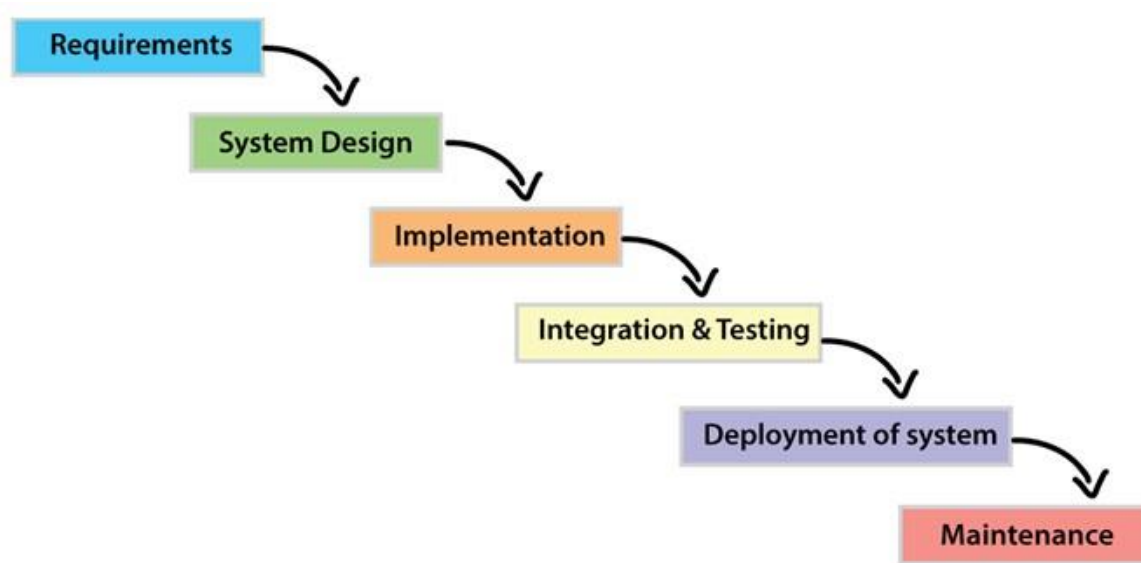 Requirements
System Design
Implementation
Integration & Testing
Deployment of system
Maintenance